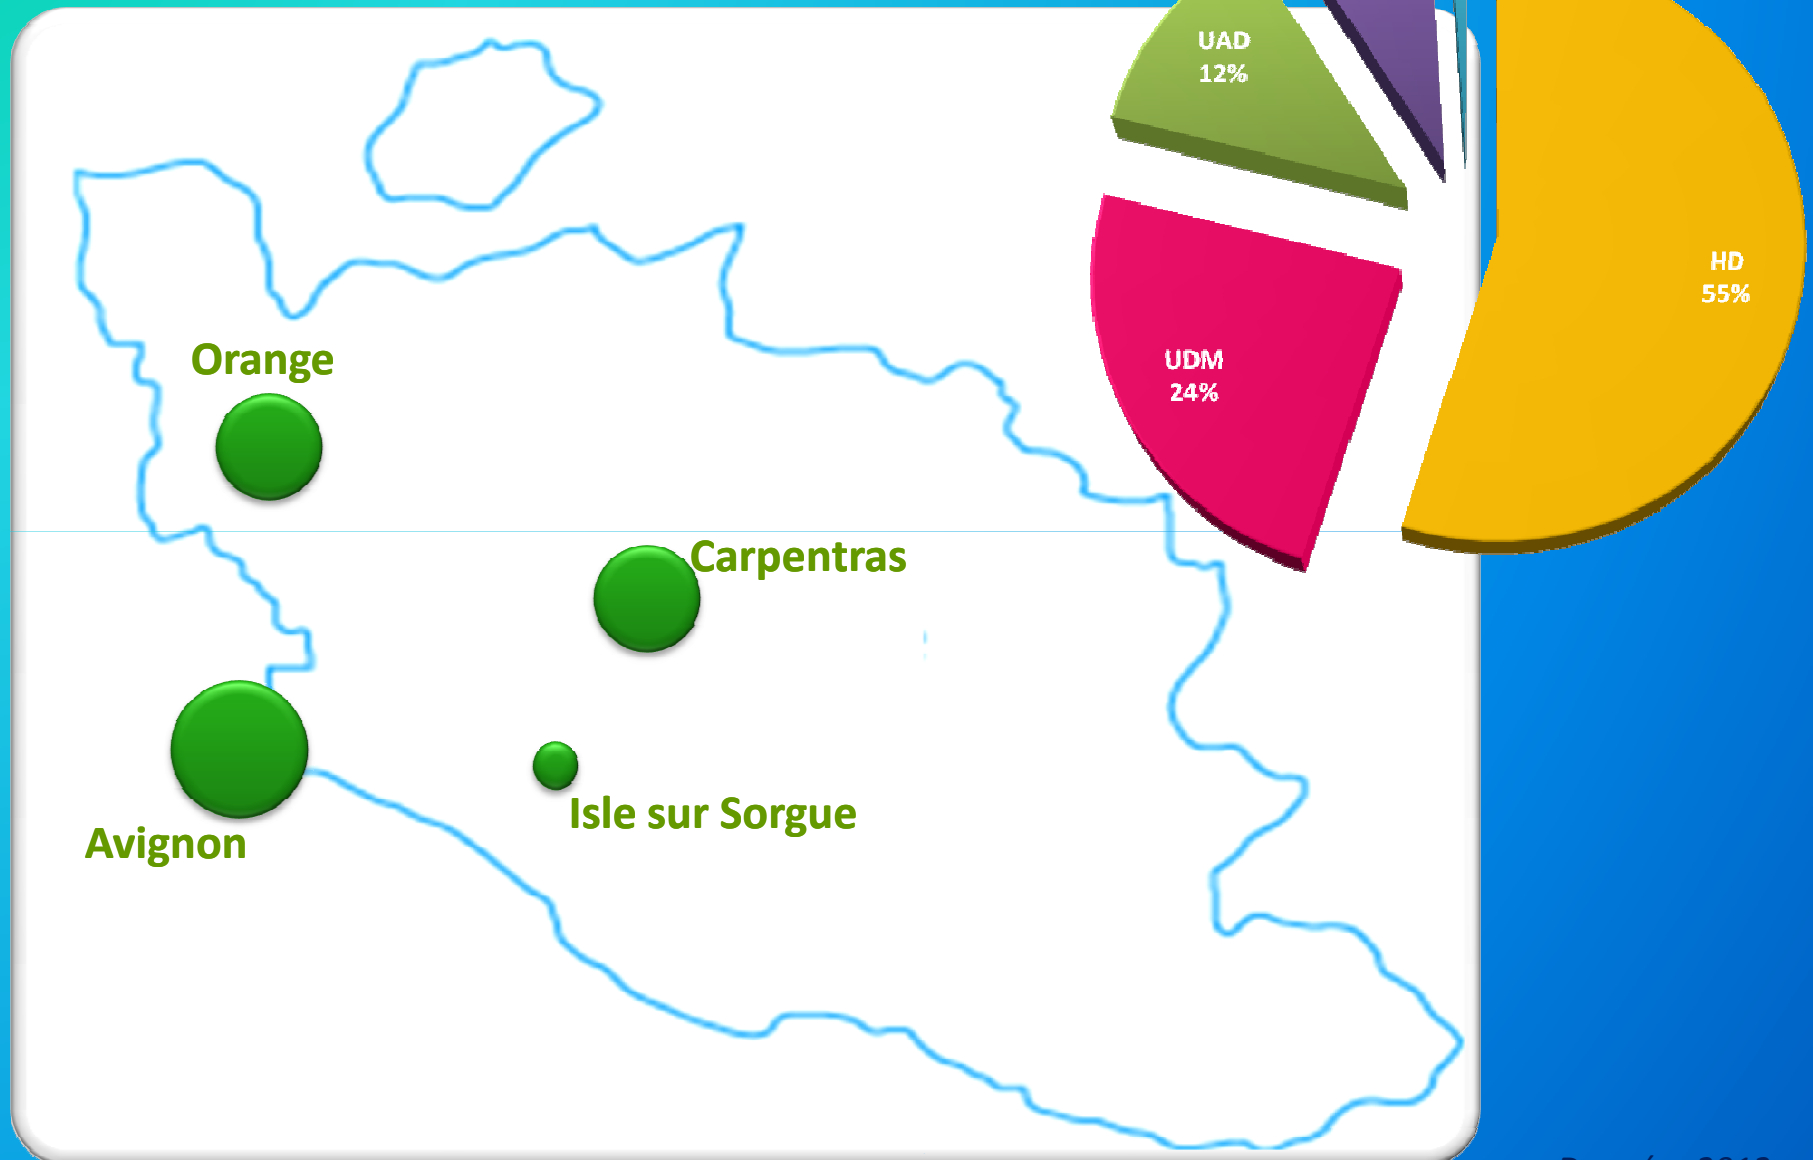 UAD
12%
HD
55%
UDM
24%
Orange
Carpentras
Isle sur Sorgue
Avignon